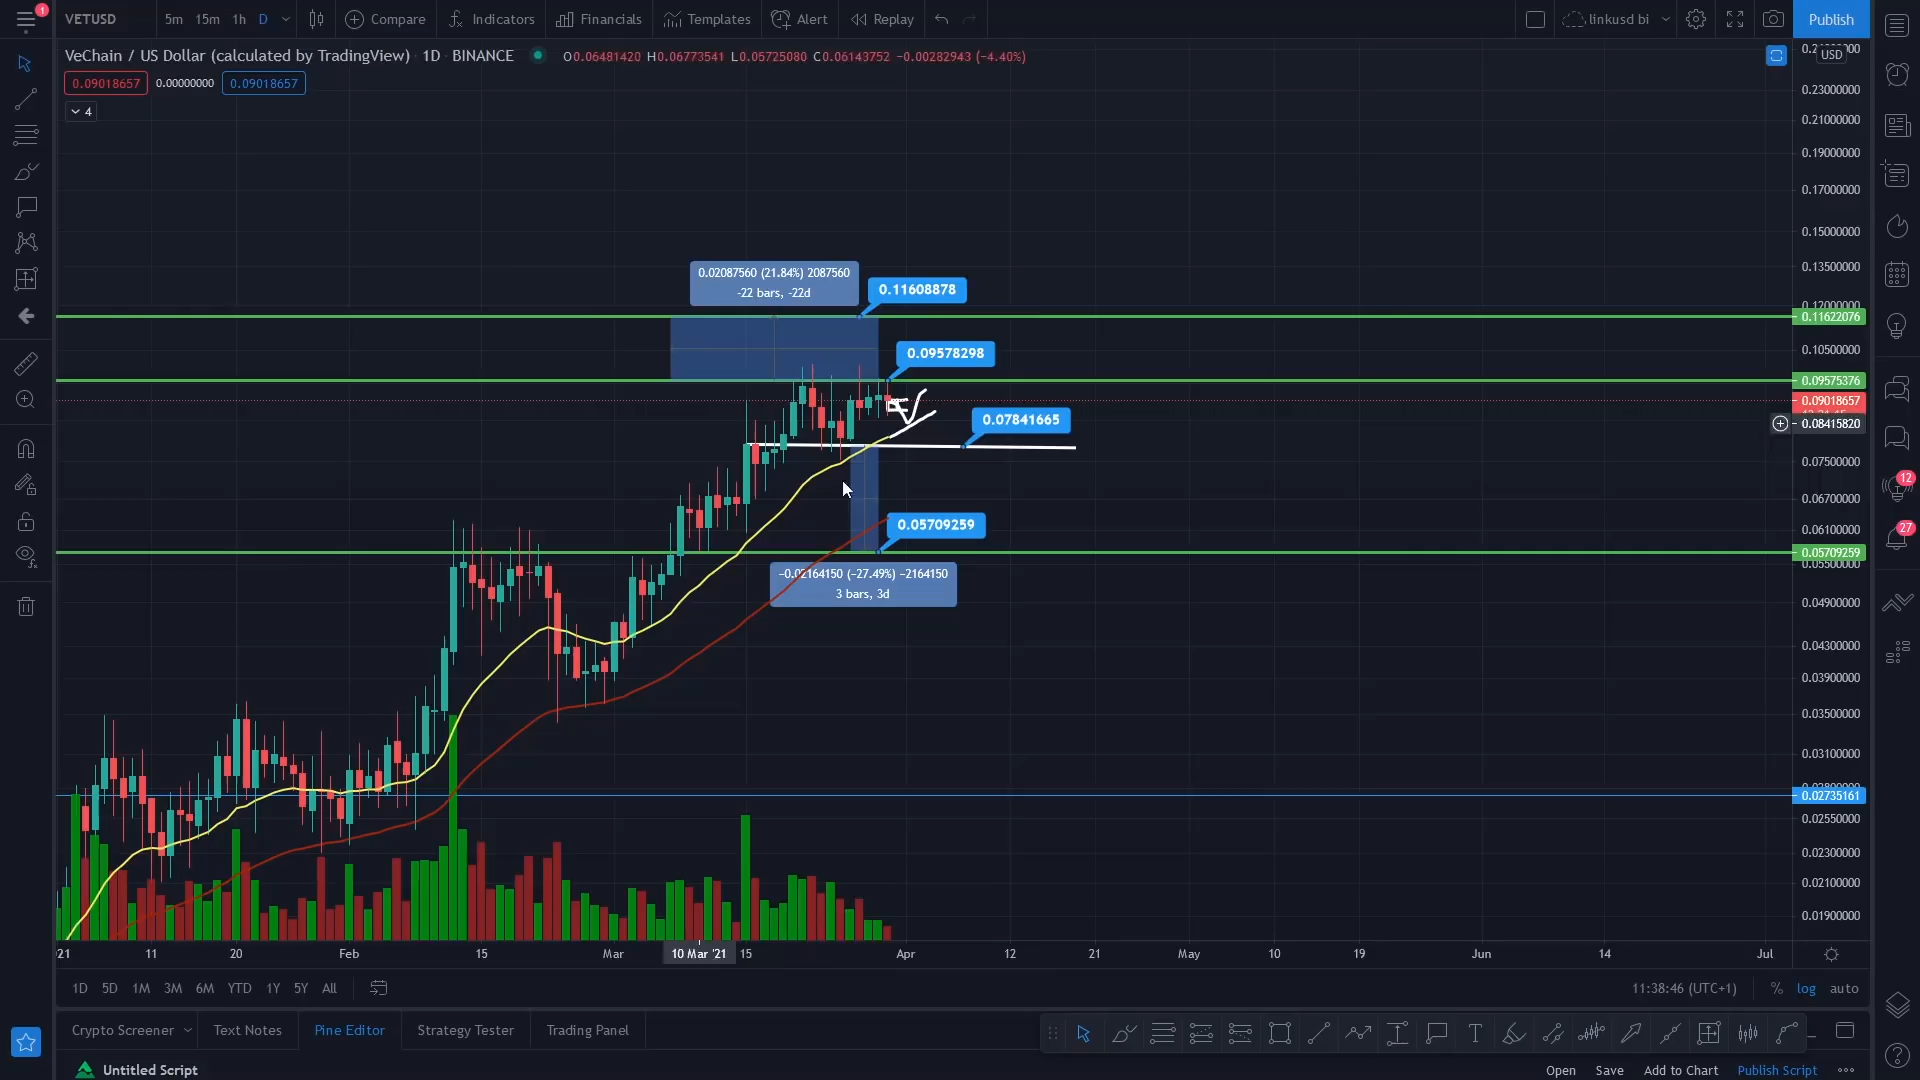 1
VETUSD 5m 15m 1h D Compare Indicators Financials Templates Alert Replay linkusd bi Publish
VeChain / US Dollar (calculated by TradingView) · 1D · BINANCE O0.06481420 H0.06773541 L0.05725080 C0.06143752 −0.00282943 (−4.40%)
USD
0.09018657 0.00000000 0.09018657
4
0.23000000
0.21000000
0.19000000
0.17000000
0.15000000
0.13500000
0.12000000
0.11622076
0.10500000
0.09575376
0.09018657
0.08415820
0.07500000
0.06700000
0.06100000
0.05709259
0.05500000
0.04900000
0.04300000
0.03900000
0.03500000
0.03100000
0.02735161
0.02550000
0.02300000
0.02100000
0.01900000
0.02087560 (21.84%) 2087560
-22 bars, -22d
0.11608878
0.09578298
0.07841665
0.05709259
−0.02164150 (−27.49%) −2164150
3 bars, 3d
12
27
21 11 20 Feb 15 Mar 10 Mar '21 15 Apr 12 21 May 10 19 Jun 14 Jul
1D 5D 1M 3M 6M YTD 1Y 5Y All 11:38:46 (UTC+1) % log auto
Crypto Screener Text Notes Pine Editor Strategy Tester Trading Panel
Untitled Script Open Save Add to Chart Publish Script